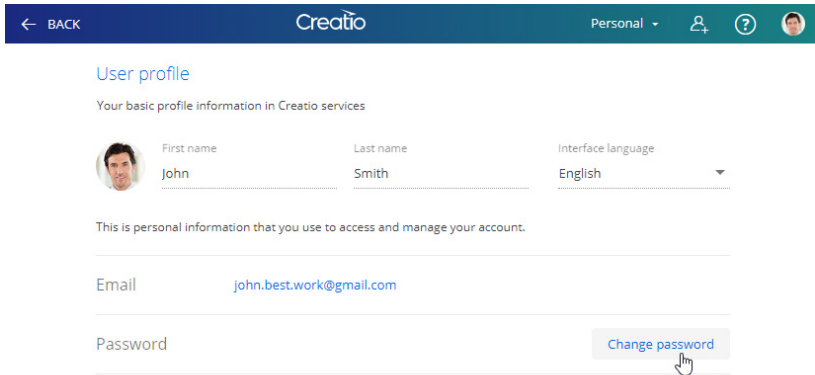 BACK
Creatio
Personal
?
User profile
Your basic profile information in Creatio services
First name
Last name
Interface language
John
Smith
English
This is personal information that you use to access and manage your account.
Email
john.best.work@gmail.com
Password
Change password